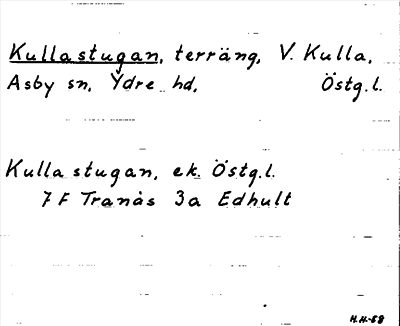 Kullastugan, terräng, V. Kulla,
Asby sn, Ydre hd, Östg.l.
Kullastugan, ek. Östg.l.
7 F Tranås 3a Edhult
H.H-68